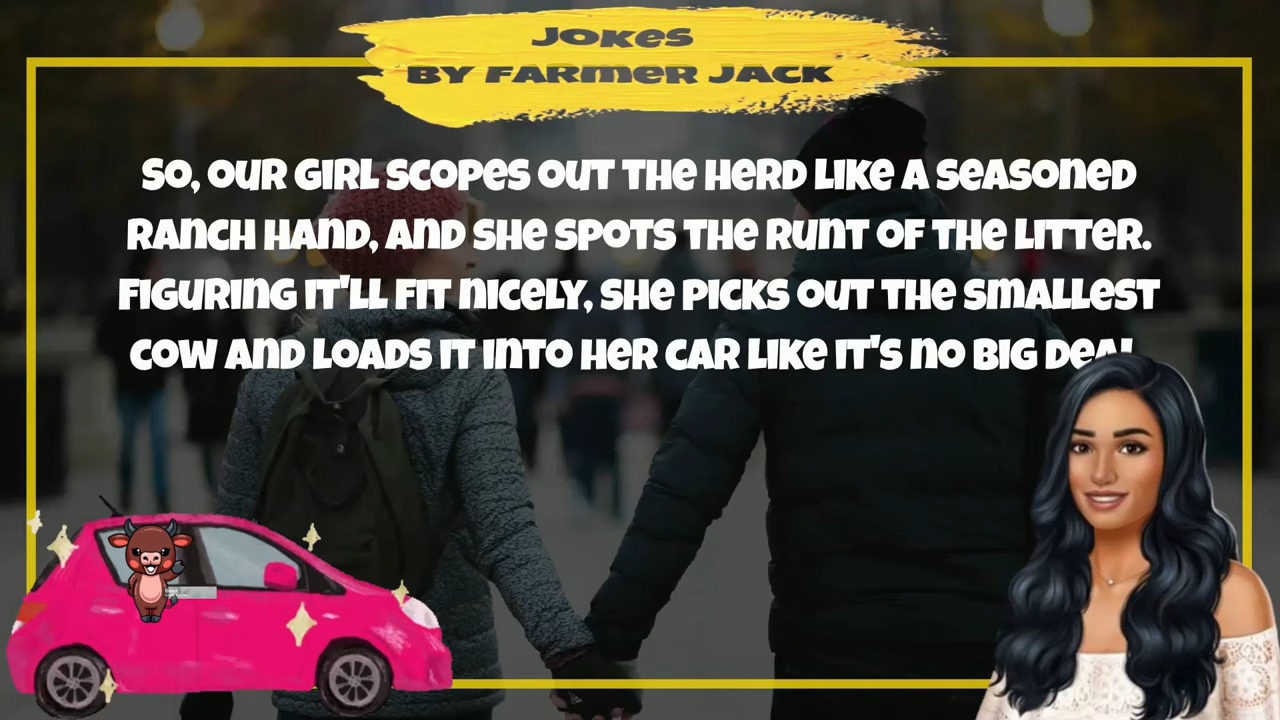 JOKES
BY FARMER JACK
SO, OUR GIRL SCOPES OUT THE HERD LIKE A SEASONED
RANCH HAND, AND SHE SPOTS THE RUNT OF THE LITTER.
FIGURING IT'LL FIT NICELY, SHE PICKS OUT THE SMALLEST
COW AND LOADS IT INTO HER CAR LIKE IT'S NO BIG DEAL